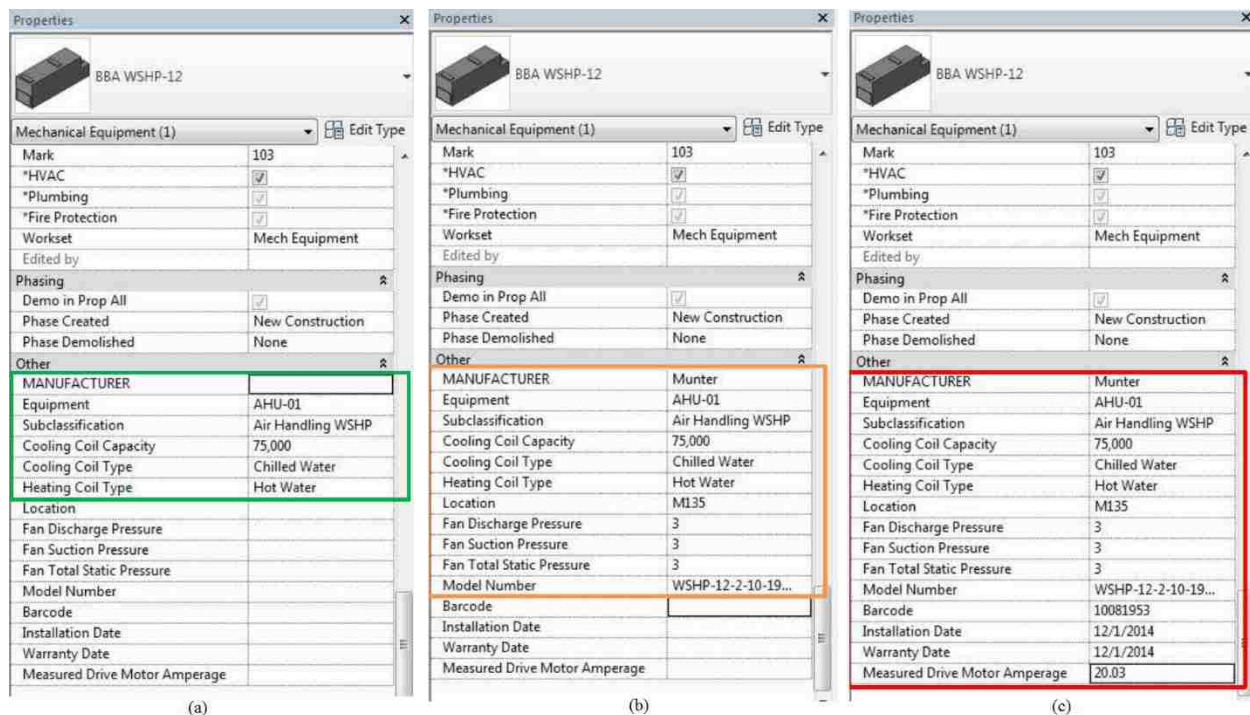 Properties X
BBA WSHP-12
Mechanical Equipment (1) Edit Type
Mark 103
*HVAC
*Plumbing
*Fire Protection
Workset Mech Equipment
Edited by
Phasing
Demo in Prop All
Phase Created New Construction
Phase Demolished None
Other
MANUFACTURER
Equipment AHU-01
Subclassification Air Handling WSHP
Cooling Coil Capacity 75,000
Cooling Coil Type Chilled Water
Heating Coil Type Hot Water
Location
Fan Discharge Pressure
Fan Suction Pressure
Fan Total Static Pressure
Model Number
Barcode
Installation Date
Warranty Date
Measured Drive Motor Amperage
(a)
Properties X
BBA WSHP-12
Mechanical Equipment (1) Edit Type
Mark 103
*HVAC
*Plumbing
*Fire Protection
Workset Mech Equipment
Edited by
Phasing
Demo in Prop All
Phase Created New Construction
Phase Demolished None
Other
MANUFACTURER Munter
Equipment AHU-01
Subclassification Air Handling WSHP
Cooling Coil Capacity 75,000
Cooling Coil Type Chilled Water
Heating Coil Type Hot Water
Location M135
Fan Discharge Pressure 3
Fan Suction Pressure 3
Fan Total Static Pressure 3
Model Number WSHP-12-2-10-19...
Barcode
Installation Date
Warranty Date
Measured Drive Motor Amperage
(b)
Properties X
BBA WSHP-12
Mechanical Equipment (1) Edit Type
Mark 103
*HVAC
*Plumbing
*Fire Protection
Workset Mech Equipment
Edited by
Phasing
Demo in Prop All
Phase Created New Construction
Phase Demolished None
Other
MANUFACTURER Munter
Equipment AHU-01
Subclassification Air Handling WSHP
Cooling Coil Capacity 75,000
Cooling Coil Type Chilled Water
Heating Coil Type Hot Water
Location M135
Fan Discharge Pressure 3
Fan Suction Pressure 3
Fan Total Static Pressure 3
Model Number WSHP-12-2-10-19...
Barcode 10081953
Installation Date 12/1/2014
Warranty Date 12/1/2014
Measured Drive Motor Amperage 20.03
(c)